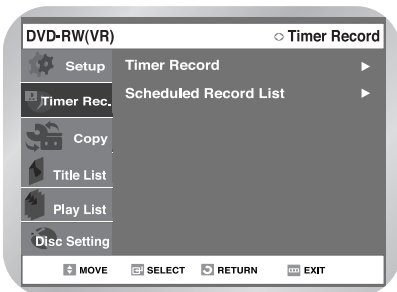 DVD-RW(VR) Timer Record
Setup
Timer Record
Timer Rec.
Scheduled Record List
Copy
Title List
Play List
Disc Setting
MOVE SELECT RETURN EXIT